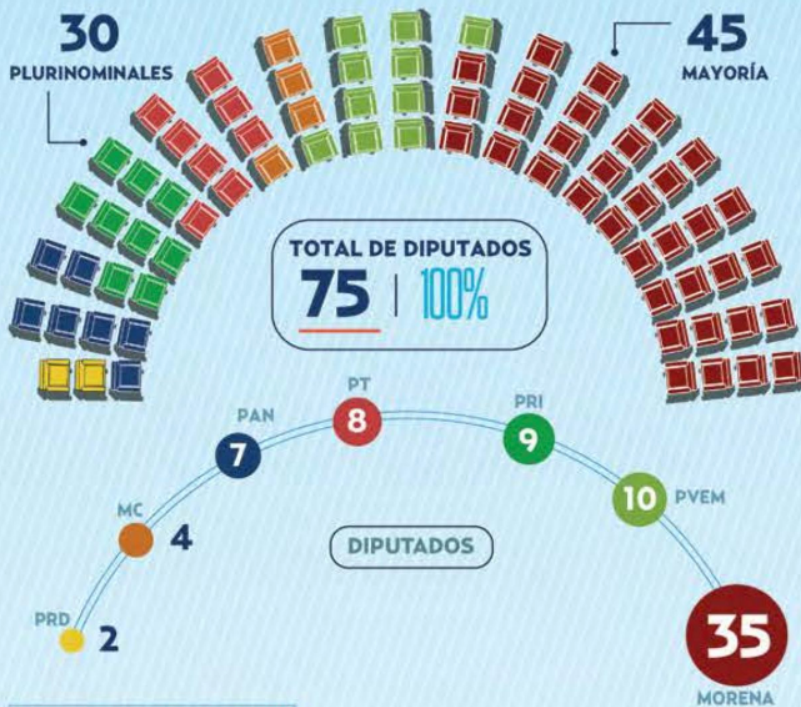 30
PLURINOMINALES
45
MAYORÍA
TOTAL DE DIPUTADOS
75 | 100%
PT
8
PRI
9
PAN
7
10 PVEM
MC
4
DIPUTADOS
PRD
2
35
MORENA